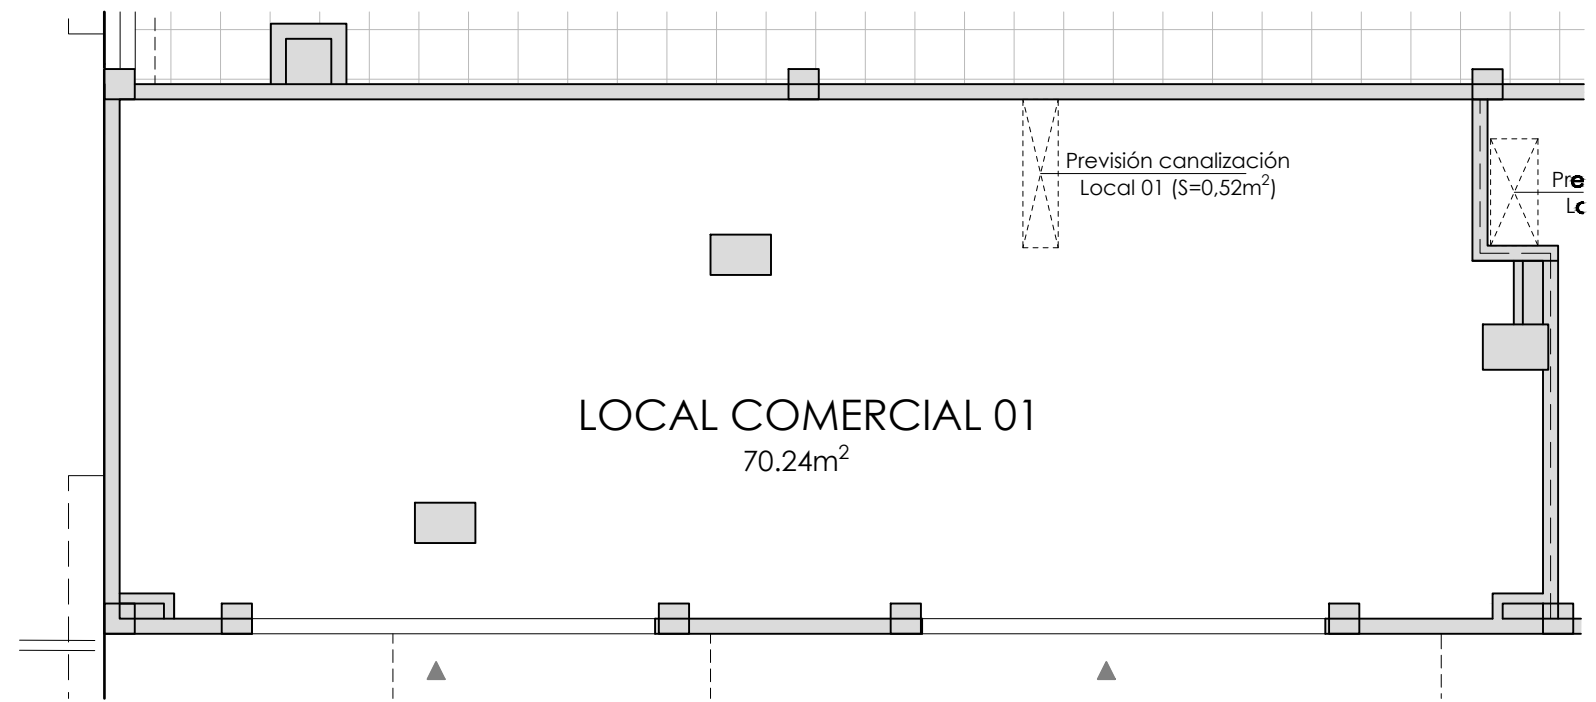 Previsión canalización
Local 01 (S=0,52m²)
LOCAL COMERCIAL 01
70.24m²